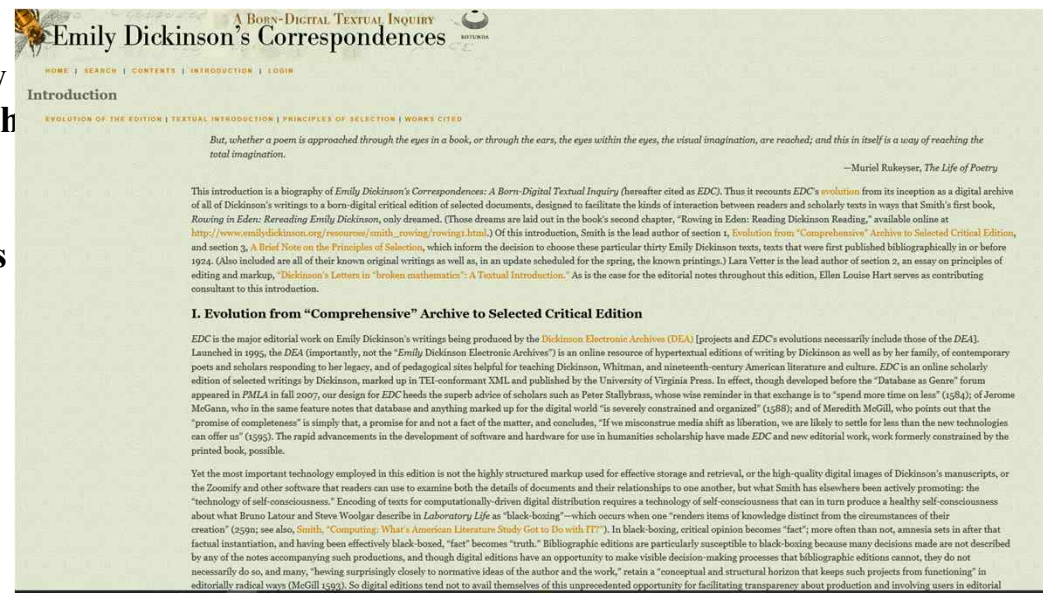 A Born-Digital Textual Inquiry
Emily Dickinson's Correspondences
ROTUNDA
HOME | SEARCH | CONTENTS | INTRODUCTION | LOGIN
Introduction
EVOLUTION OF THE EDITION | TEXTUAL INTRODUCTION | PRINCIPLES OF SELECTION | WORKS CITED
But, whether a poem is approached through the eyes in a book, or through the ears, the eyes within the eyes, the visual imagination, are reached; and this in itself is a way of reaching the
total imagination.
—Muriel Rukeyser, The Life of Poetry
This introduction is a biography of Emily Dickinson's Correspondences: A Born-Digital Textual Inquiry (hereafter cited as EDC). Thus it recounts EDC's evolution from its inception as a digital archive
of all of Dickinson's writings to a born-digital critical edition of selected documents, designed to facilitate the kinds of interaction between readers and scholarly texts in ways that Smith's first book,
Rowing in Eden: Rereading Emily Dickinson, only dreamed. (Those dreams are laid out in the book's second chapter, "Rowing in Eden: Reading Dickinson Reading," available online at
http://www.emilydickinson.org/resources/smith_rowing/rowing1.html.) Of this introduction, Smith is the lead author of section 1, Evolution from "Comprehensive" Archive to Selected Critical Edition,
and section 3, A Brief Note on the Principles of Selection, which inform the decision to choose these particular thirty Emily Dickinson texts, texts that were first published bibliographically in or before
1924. (Also included are all of their known original writings as well as, in an update scheduled for the spring, the known printings.) Lara Vetter is the lead author of section 2, an essay on principles of
editing and markup, "Dickinson's Letters in "broken mathematics": A Textual Introduction." As is the case for the editorial notes throughout this edition, Ellen Louise Hart serves as contributing
consultant to this introduction.
I. Evolution from "Comprehensive" Archive to Selected Critical Edition
EDC is the major editorial work on Emily Dickinson's writings being produced by the Dickinson Electronic Archives (DEA) [projects and EDC's evolutions necessarily include those of the DEA].
Launched in 1995, the DEA (importantly, not the "Emily Dickinson Electronic Archives") is an online resource of hypertextual editions of writing by Dickinson as well as by her family, of contemporary
poets and scholars responding to her legacy, and of pedagogical sites helpful for teaching Dickinson, Whitman, and nineteenth-century American literature and culture. EDC is an online scholarly
edition of selected writings by Dickinson, marked up in TEI-conformant XML and published by the University of Virginia Press. In effect, though developed before the "Database as Genre" forum
appeared in PMLA in fall 2007, our design for EDC heeds the superb advice of scholars such as Peter Stallybrass, whose wise reminder in that exchange is to "spend more time on less" (1584); of Jerome
McGann, who in the same feature notes that database and anything marked up for the digital world "is severely constrained and organized" (1588); and of Meredith McGill, who points out that the
"promise of completeness" is simply that, a promise for and not a fact of the matter, and concludes, "If we misconstrue media shift as liberation, we are likely to settle for less than the new technologies
can offer us" (1595). The rapid advancements in the development of software and hardware for use in humanities scholarship have made EDC and new editorial work, work formerly constrained by the
printed book, possible.
Yet the most important technology employed in this edition is not the highly structured markup used for effective storage and retrieval, or the high-quality digital images of Dickinson's manuscripts, or
the Zoomify and other software that readers can use to examine both the details of documents and their relationships to one another, but what Smith has elsewhere been actively promoting: the
"technology of self-consciousness." Encoding of texts for computationally-driven digital distribution requires a technology of self-consciousness that can in turn produce a healthy self-consciousness
about what Bruno Latour and Steve Woolgar describe in Laboratory Life as "black-boxing"—which occurs when one "renders items of knowledge distinct from the circumstances of their
creation" (259n; see also, Smith, "Computing: What's American Literature Study Got to Do with IT?"). In black-boxing, critical opinion becomes "fact"; more often than not, amnesia sets in after that
factual instantiation, and having been effectively black-boxed, "fact" becomes "truth." Bibliographic editions are particularly susceptible to black-boxing because many decisions made are not described
by any of the notes accompanying such productions, and though digital editions have an opportunity to make visible decision-making processes that bibliographic editions cannot, they do not
necessarily do so, and many, "hewing surprisingly closely to normative ideas of the author and the work," retain a "conceptual and structural horizon that keeps such projects from functioning" in
editorially radical ways (McGill 1593). So digital editions tend not to avail themselves of this unprecedented opportunity for facilitating transparency about production and involving users in editorial